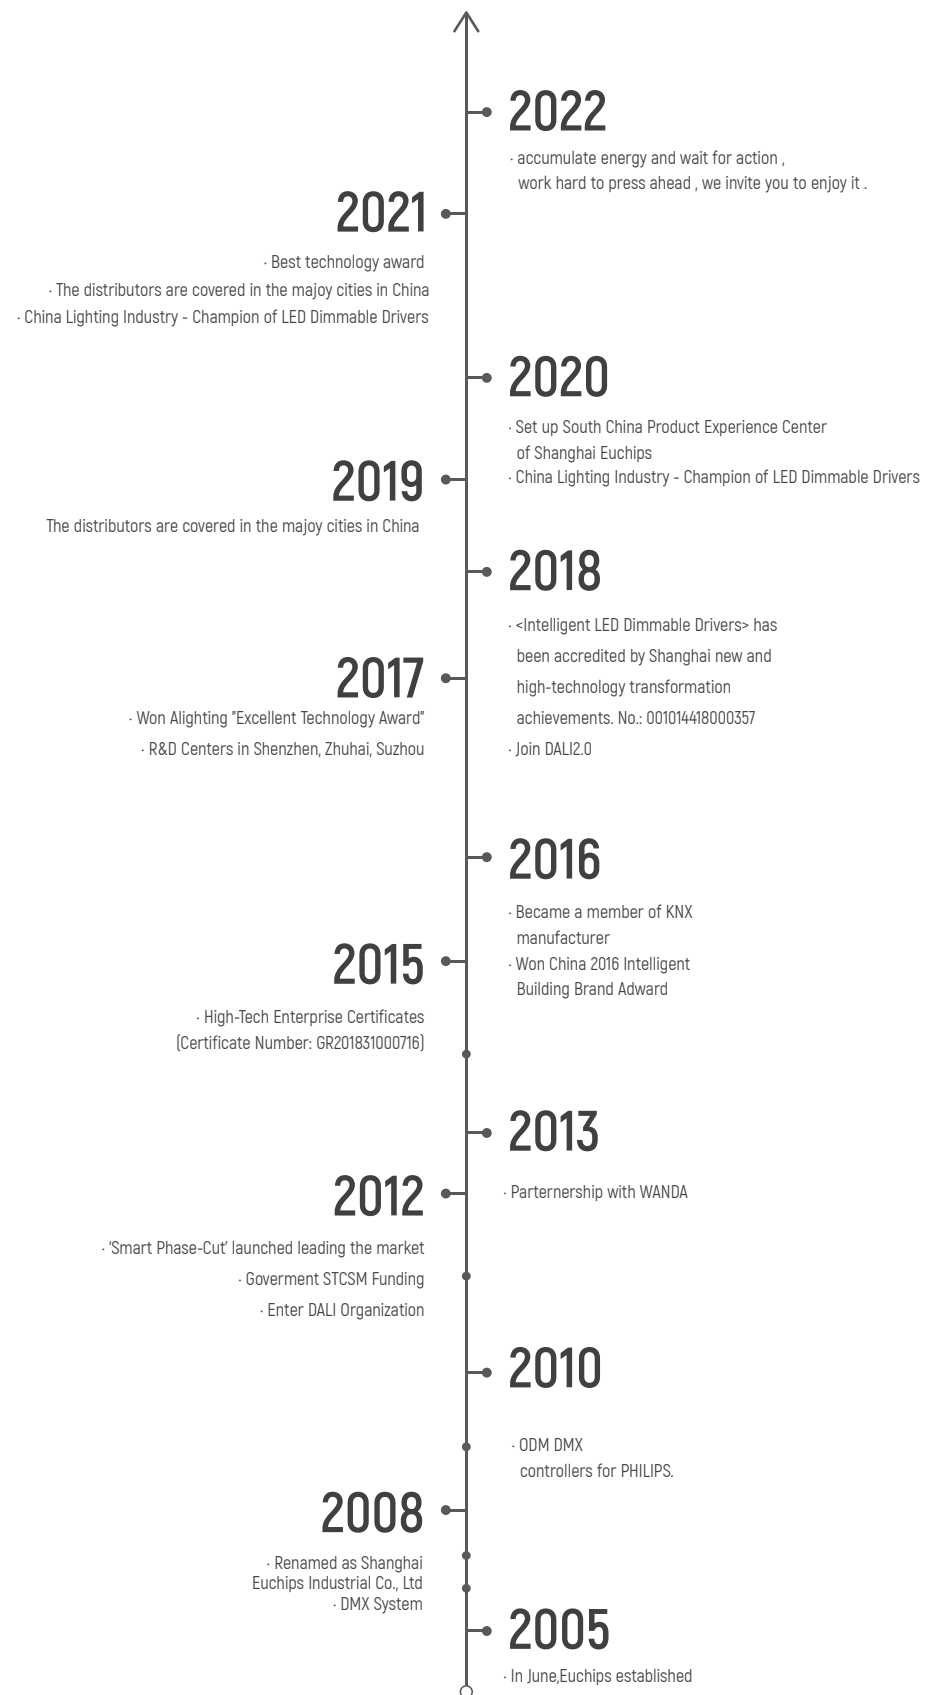 2022
· accumulate energy and wait for action ,
work hard to press ahead , we invite you to enjoy it .
2021
· Best technology award
· The distributors are covered in the majoy cities in China
· China Lighting Industry - Champion of LED Dimmable Drivers
2020
· Set up South China Product Experience Center
of Shanghai Euchips
· China Lighting Industry - Champion of LED Dimmable Drivers
2019
The distributors are covered in the majoy cities in China
2018
· <Intelligent LED Dimmable Drivers> has
been accredited by Shanghai new and
high-technology transformation
achievements. No.: 001014418000357
· Join DALI2.0
2017
· Won Alighting "Excellent Technology Award"
· R&D Centers in Shenzhen, Zhuhai, Suzhou
2016
· Became a member of KNX
manufacturer
· Won China 2016 Intelligent
Building Brand Adward
2015
· High-Tech Enterprise Certificates
(Certificate Number: GR201831000716)
2013
· Parternership with WANDA
2012
· 'Smart Phase-Cut' launched leading the market
· Goverment STCSM Funding
· Enter DALI Organization
2010
· ODM DMX
controllers for PHILIPS.
2008
· Renamed as Shanghai
Euchips Industrial Co., Ltd
· DMX System
2005
· In June,Euchips established